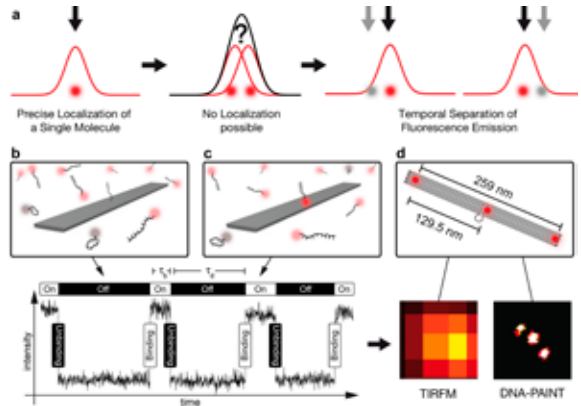 a
?
Precise Localization of
a Single Molecule
No Localization
possible
Temporal Separation of
Fluorescence Emission
b
c
d
259 nm
129.5 nm
τb
τd
On
Off
On
Off
On
Off
On
intensity
Unbinding
Binding
Unbinding
Binding
Unbinding
Binding
time
TIRFM
DNA-PAINT